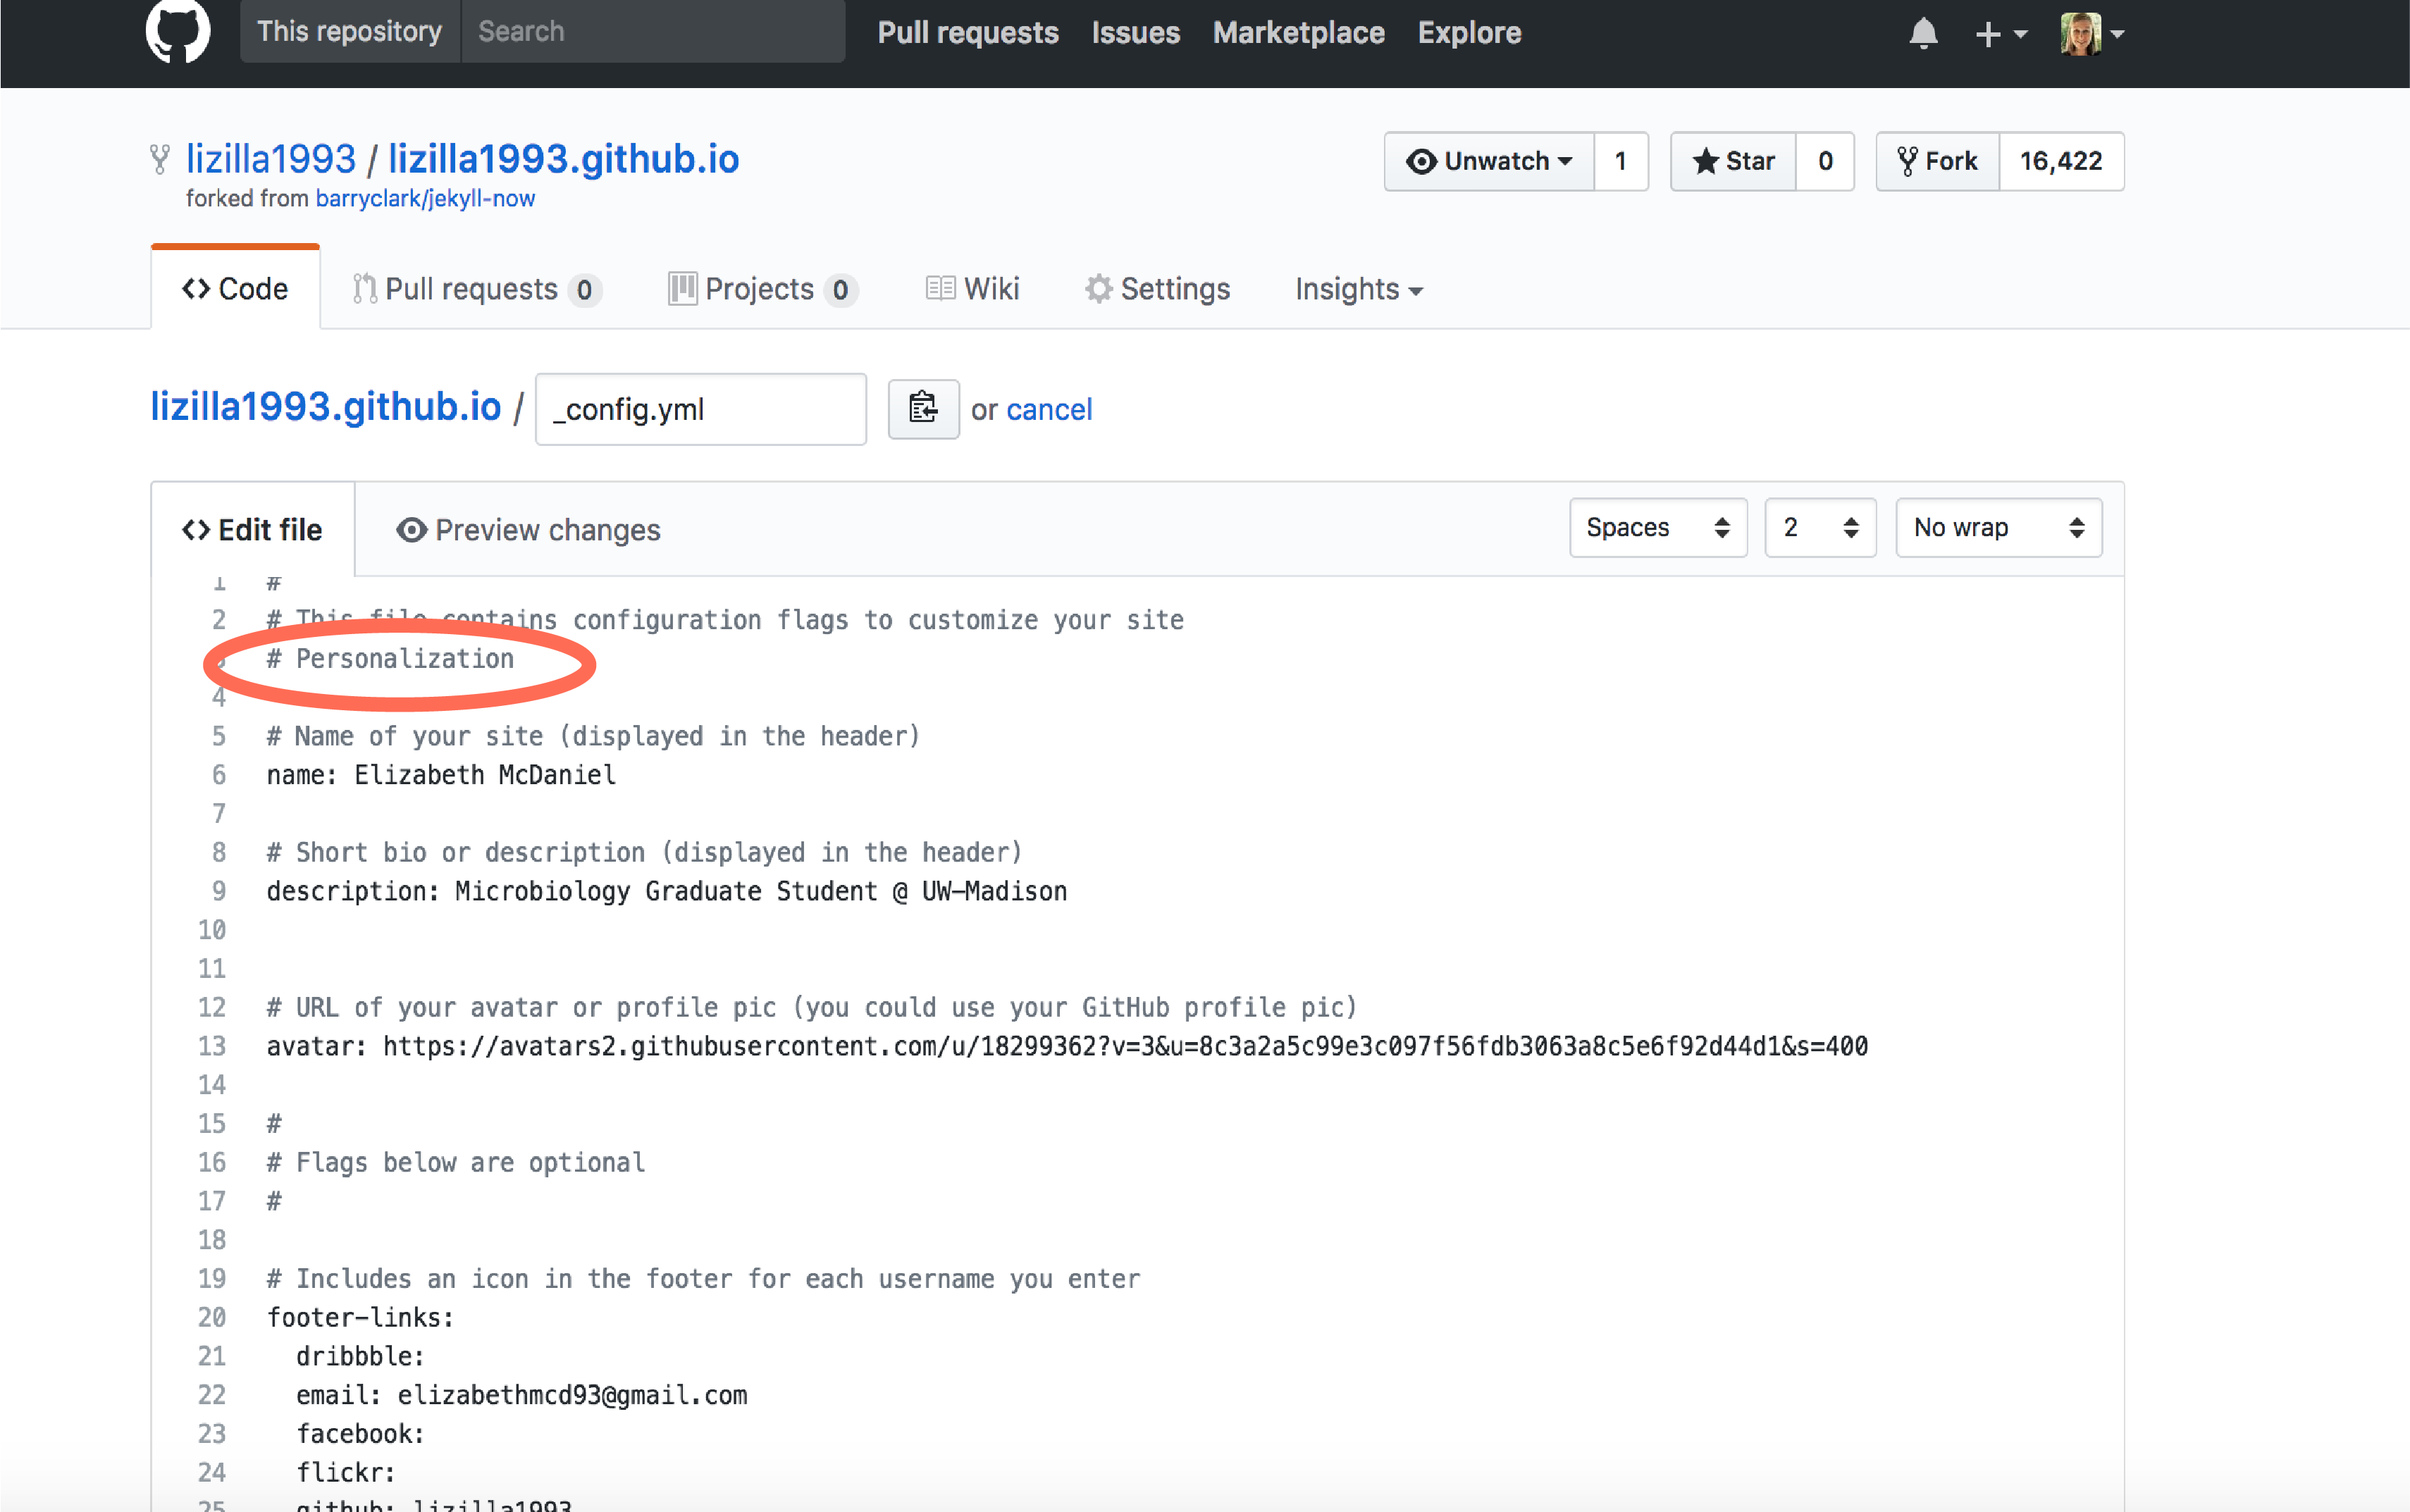 This repository Search Pull requests Issues Marketplace Explore
lizilla1993 / lizilla1993.github.io Unwatch 1 Star 0 Fork 16,422
forked from barryclark/jekyll-now
Code Pull requests 0 Projects 0 Wiki Settings Insights
lizilla1993.github.io / _config.yml or cancel
Edit file Preview changes Spaces 2 No wrap
1 #
2 # This file contains configuration flags to customize your site
3 # Personalization
4
5 # Name of your site (displayed in the header)
6 name: Elizabeth McDaniel
7
8 # Short bio or description (displayed in the header)
9 description: Microbiology Graduate Student @ UW-Madison
10
11
12 # URL of your avatar or profile pic (you could use your GitHub profile pic)
13 avatar: https://avatars2.githubusercontent.com/u/18299362?v=3&u=8c3a2a5c99e3c097f56fdb3063a8c5e6f92d44d1&s=400
14
15 #
16 # Flags below are optional
17 #
18
19 # Includes an icon in the footer for each username you enter
20 footer-links:
21 dribbble:
22 email: elizabethmcd93@gmail.com
23 facebook:
24 flickr:
25 github: lizilla1993